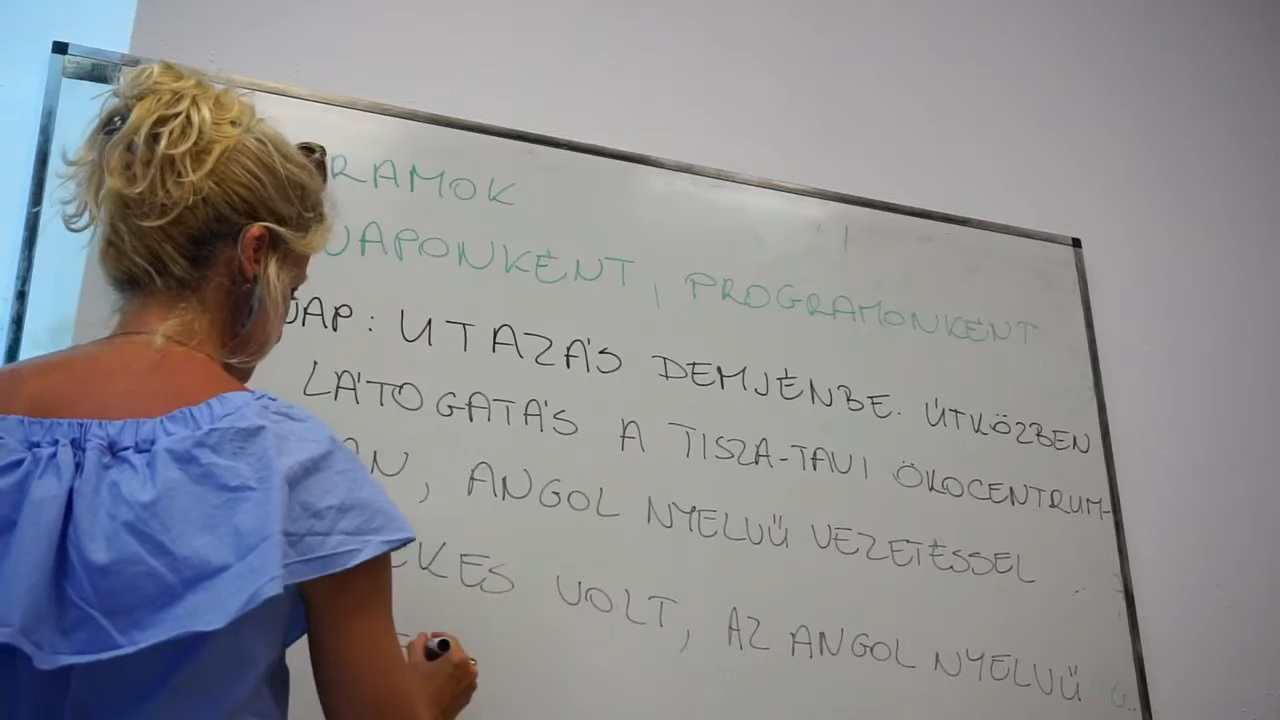 RAMOK
NAPONKÉNT, PROGRAMONKÉNT
NAP: UTAZÁS DEMJÉNBE. ÚTKÖZBEN
LÁTOGATÁS A TISZA-TAVI ÖKOCENTRUM-
AN, ANGOL NYELVŰ VEZETÉSSEL
EKES VOLT, AZ ANGOL NYELVŰ